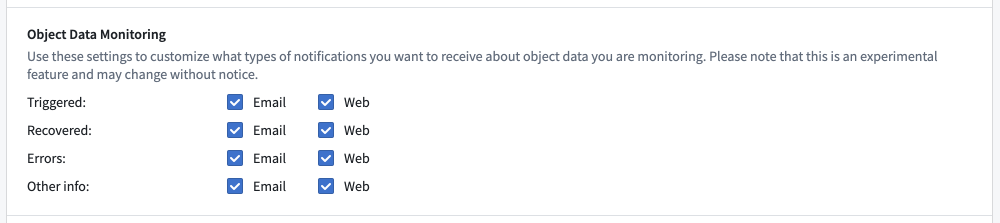 Object Data Monitoring
Use these settings to customize what types of notifications you want to receive about object data you are monitoring. Please note that this is an experimental
feature and may change without notice.
Triggered: Email Web
Recovered: Email Web
Errors: Email Web
Other info: Email Web